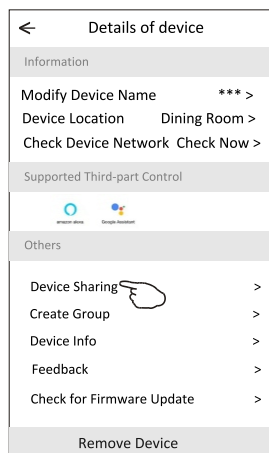 ← Details of device
Information
Modify Device Name *** >
Device Location Dining Room >
Check Device Network Check Now >
Supported Third-part Control
amazon alexa Google Assistant
Others
Device Sharing >
Create Group >
Device Info >
Feedback >
Check for Firmware Update >
Remove Device